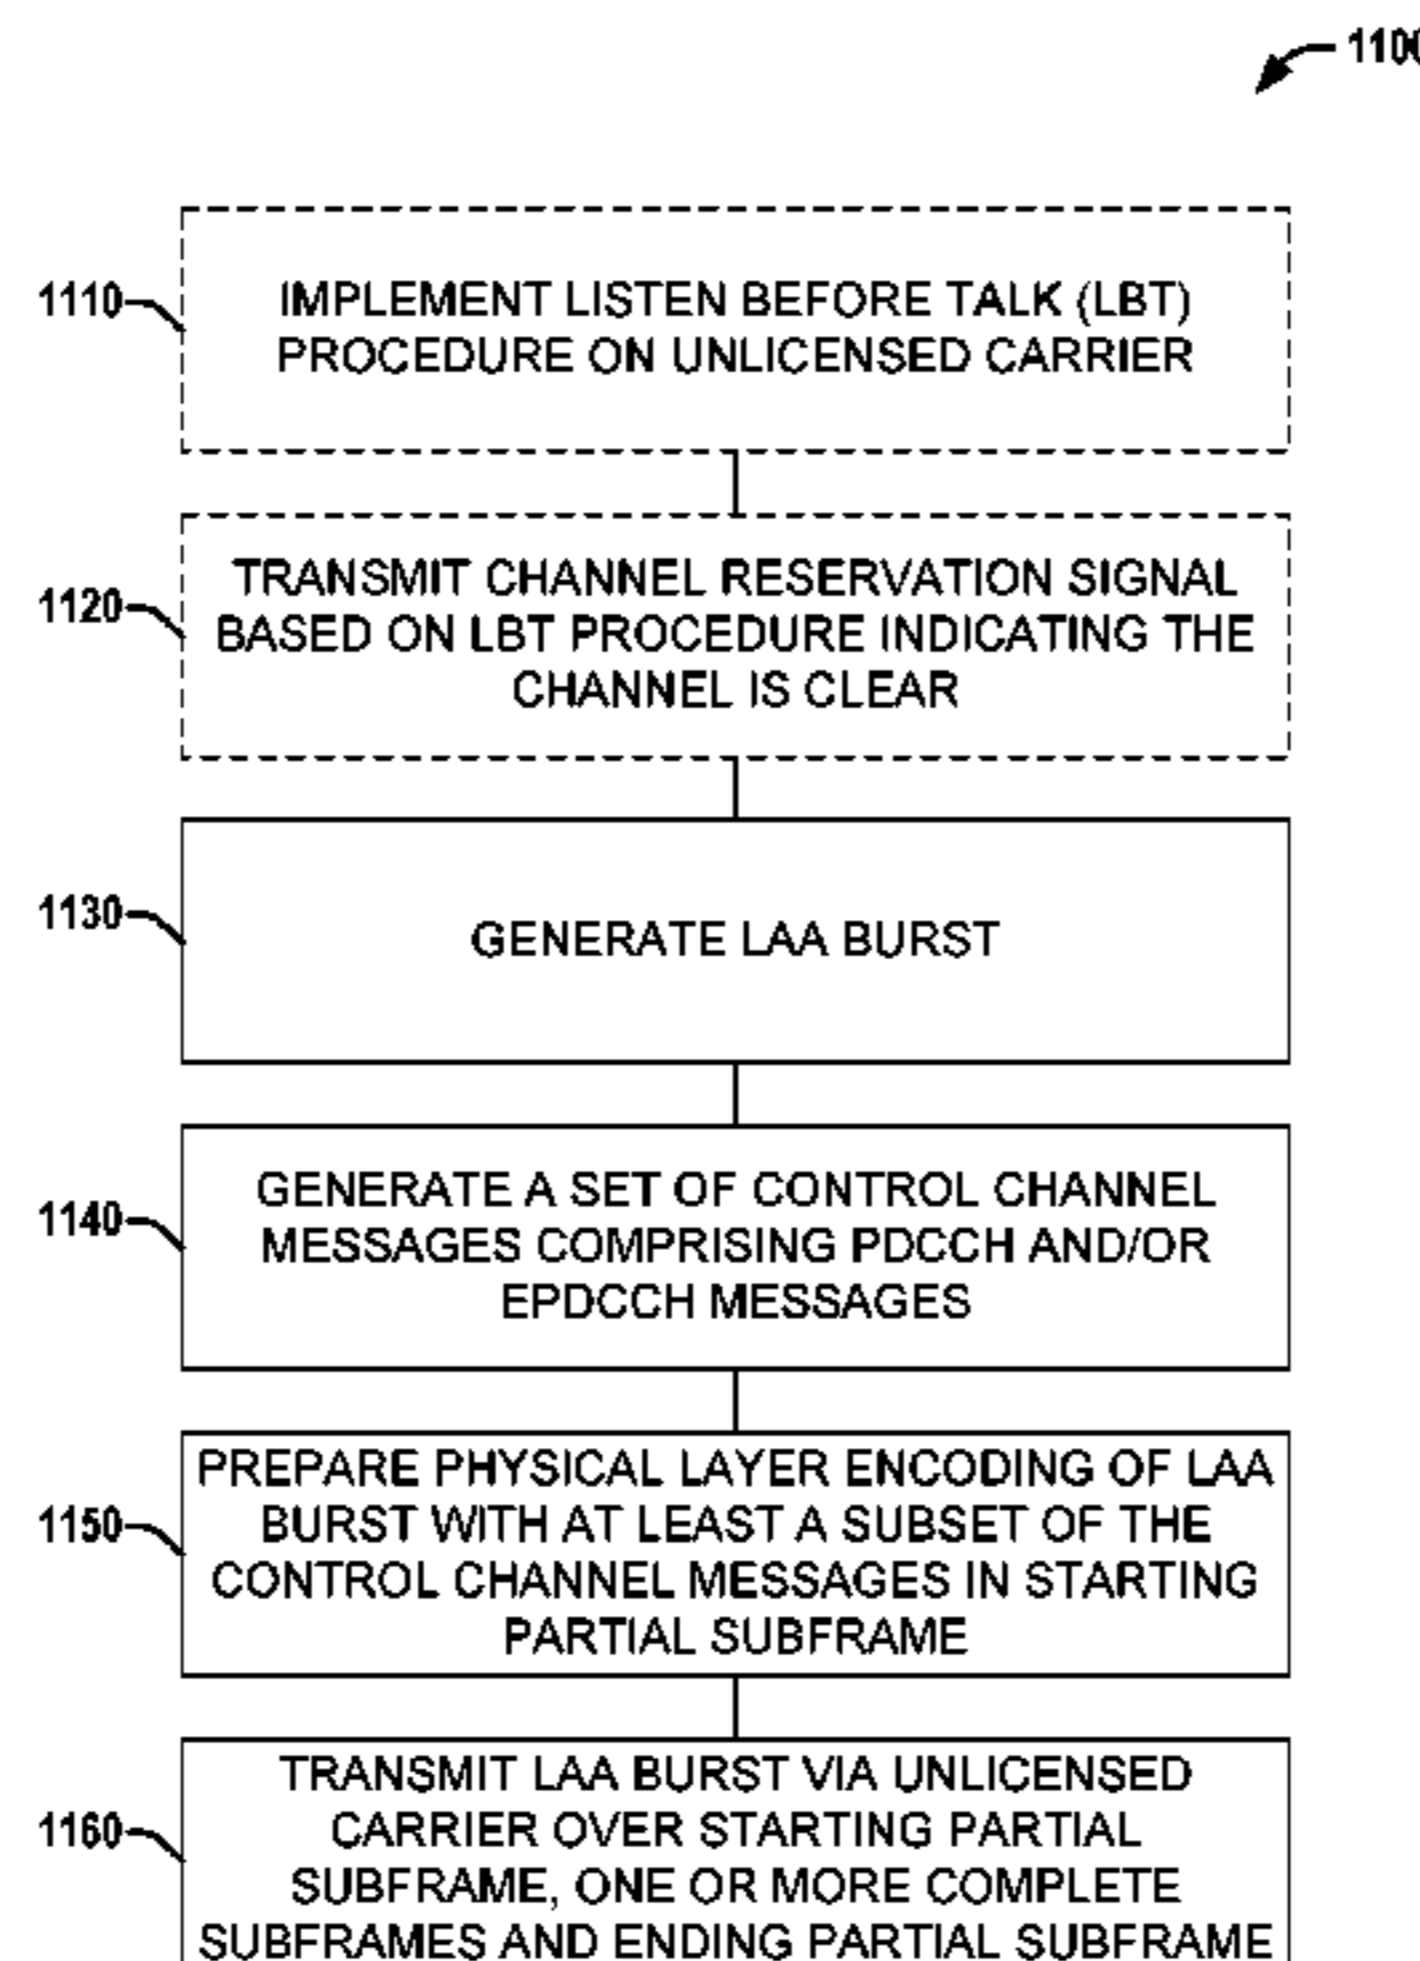 1100
1110
IMPLEMENT LISTEN BEFORE TALK (LBT)
PROCEDURE ON UNLICENSED CARRIER
1120
TRANSMIT CHANNEL RESERVATION SIGNAL
BASED ON LBT PROCEDURE INDICATING THE
CHANNEL IS CLEAR
1130
GENERATE LAA BURST
1140
GENERATE A SET OF CONTROL CHANNEL
MESSAGES COMPRISING PDCCH AND/OR
EPDCCH MESSAGES
1150
PREPARE PHYSICAL LAYER ENCODING OF LAA
BURST WITH AT LEAST A SUBSET OF THE
CONTROL CHANNEL MESSAGES IN STARTING
PARTIAL SUBFRAME
1160
TRANSMIT LAA BURST VIA UNLICENSED
CARRIER OVER STARTING PARTIAL
SUBFRAME, ONE OR MORE COMPLETE
SUBFRAMES AND ENDING PARTIAL SUBFRAME